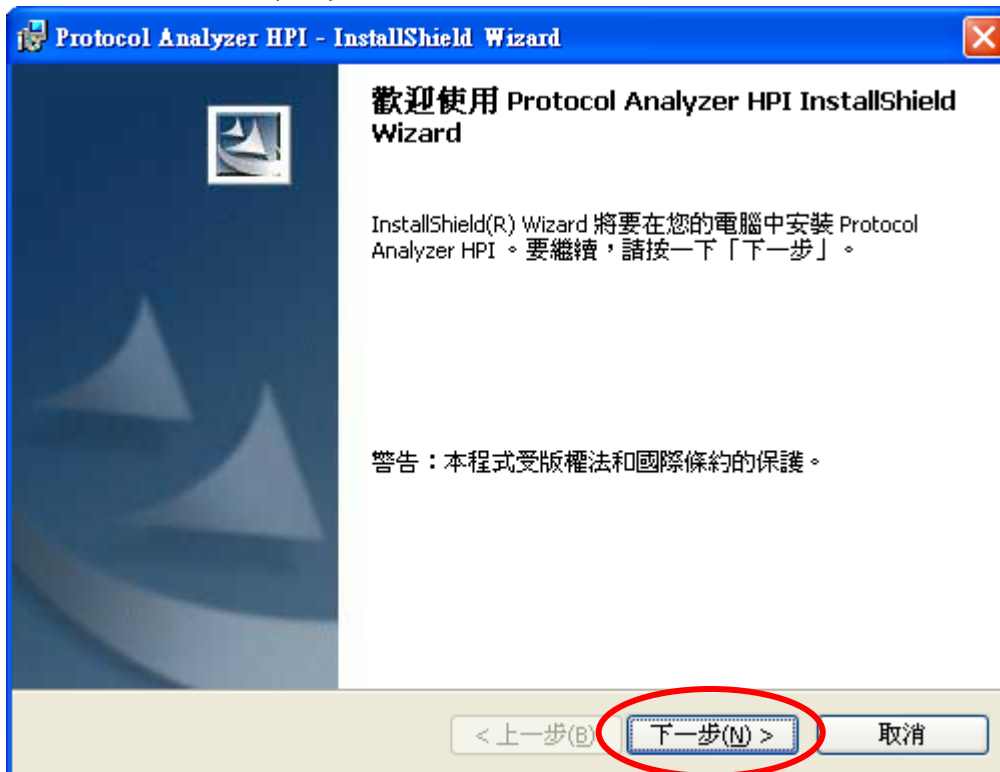 Protocol Analyzer HPI - InstallShield Wizard
歡迎使用 Protocol Analyzer HPI InstallShield
Wizard
InstallShield(R) Wizard 將要在您的電腦中安裝 Protocol
Analyzer HPI 。要繼續，請按一下「下一步」。
警告：本程式受版權法和國際條約的保護。
< 上一步(B)
下一步(N) >
取消